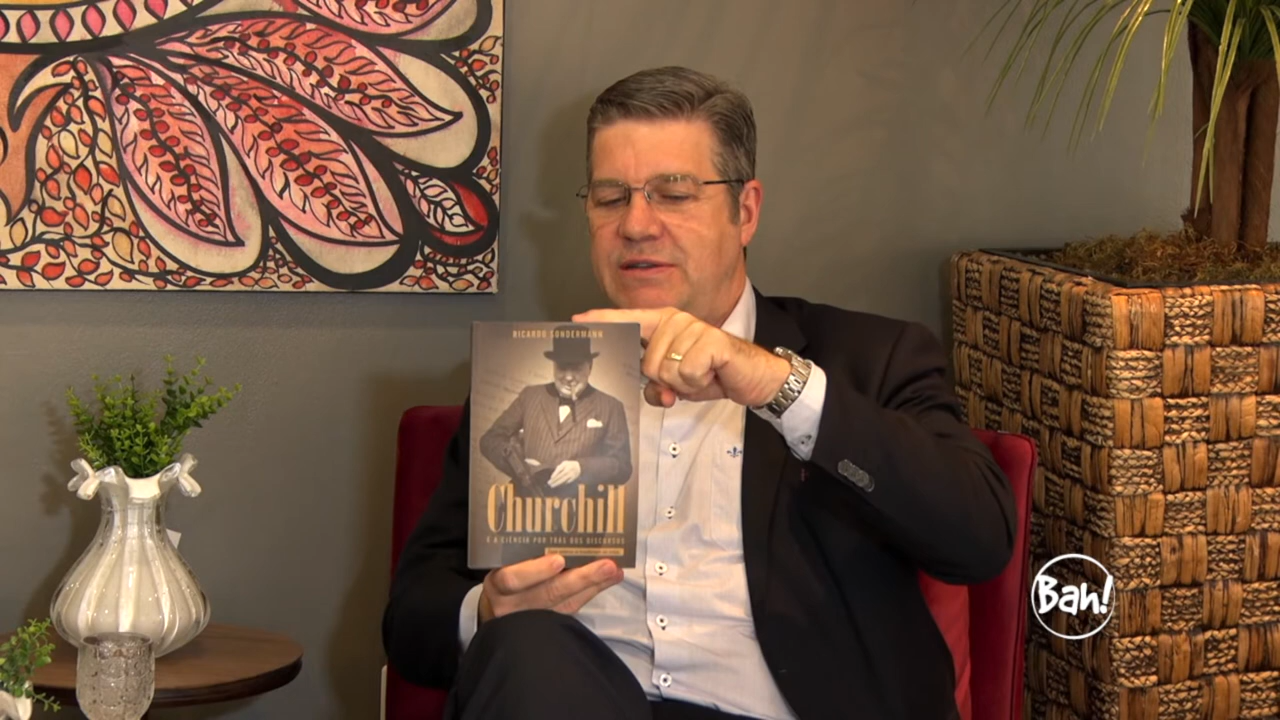 RICARDO SONDERMANN
Churchill
E A CIÊNCIA POR TRÁS DOS DISCURSOS
Bah!